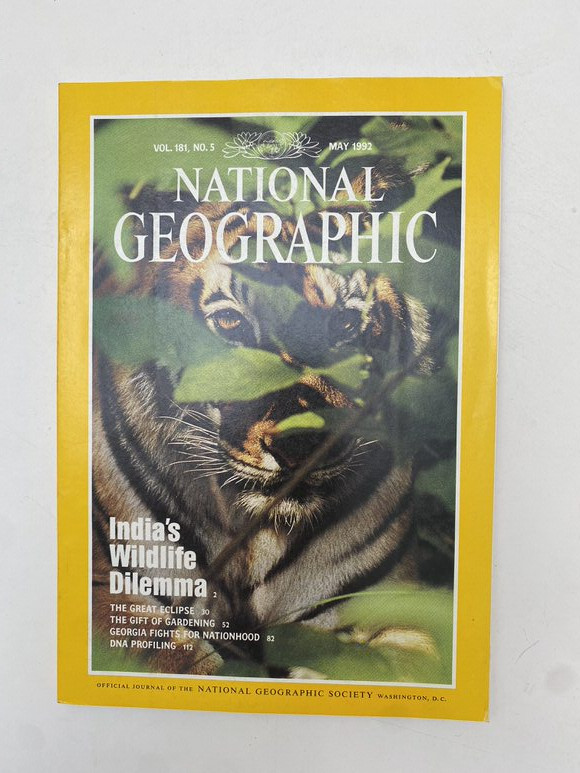 VOL. 181, NO. 5 MAY 1992
NATIONAL
GEOGRAPHIC
India's
Wildlife
Dilemma 2
THE GREAT ECLIPSE 30
THE GIFT OF GARDENING 52
GEORGIA FIGHTS FOR NATIONHOOD 82
DNA PROFILING 112
OFFICIAL JOURNAL OF THE NATIONAL GEOGRAPHIC SOCIETY WASHINGTON, D.C.